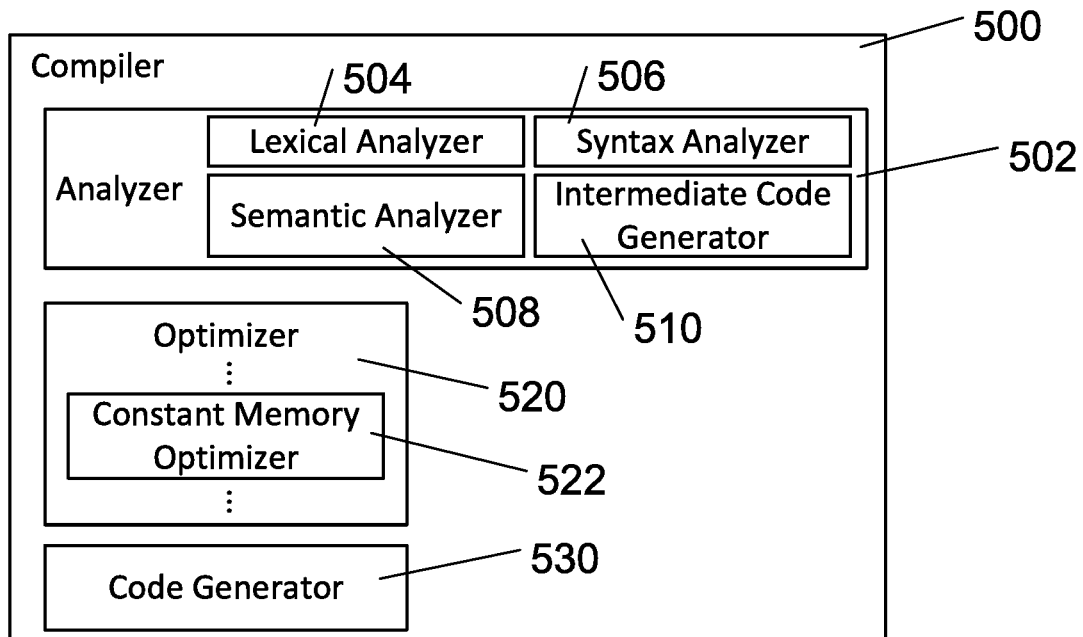 500
Compiler
504
506
Lexical Analyzer
Syntax Analyzer
502
Analyzer
Semantic Analyzer
Intermediate Code
Generator
508
510
Optimizer
⋮
520
Constant Memory
Optimizer
522
⋮
530
Code Generator